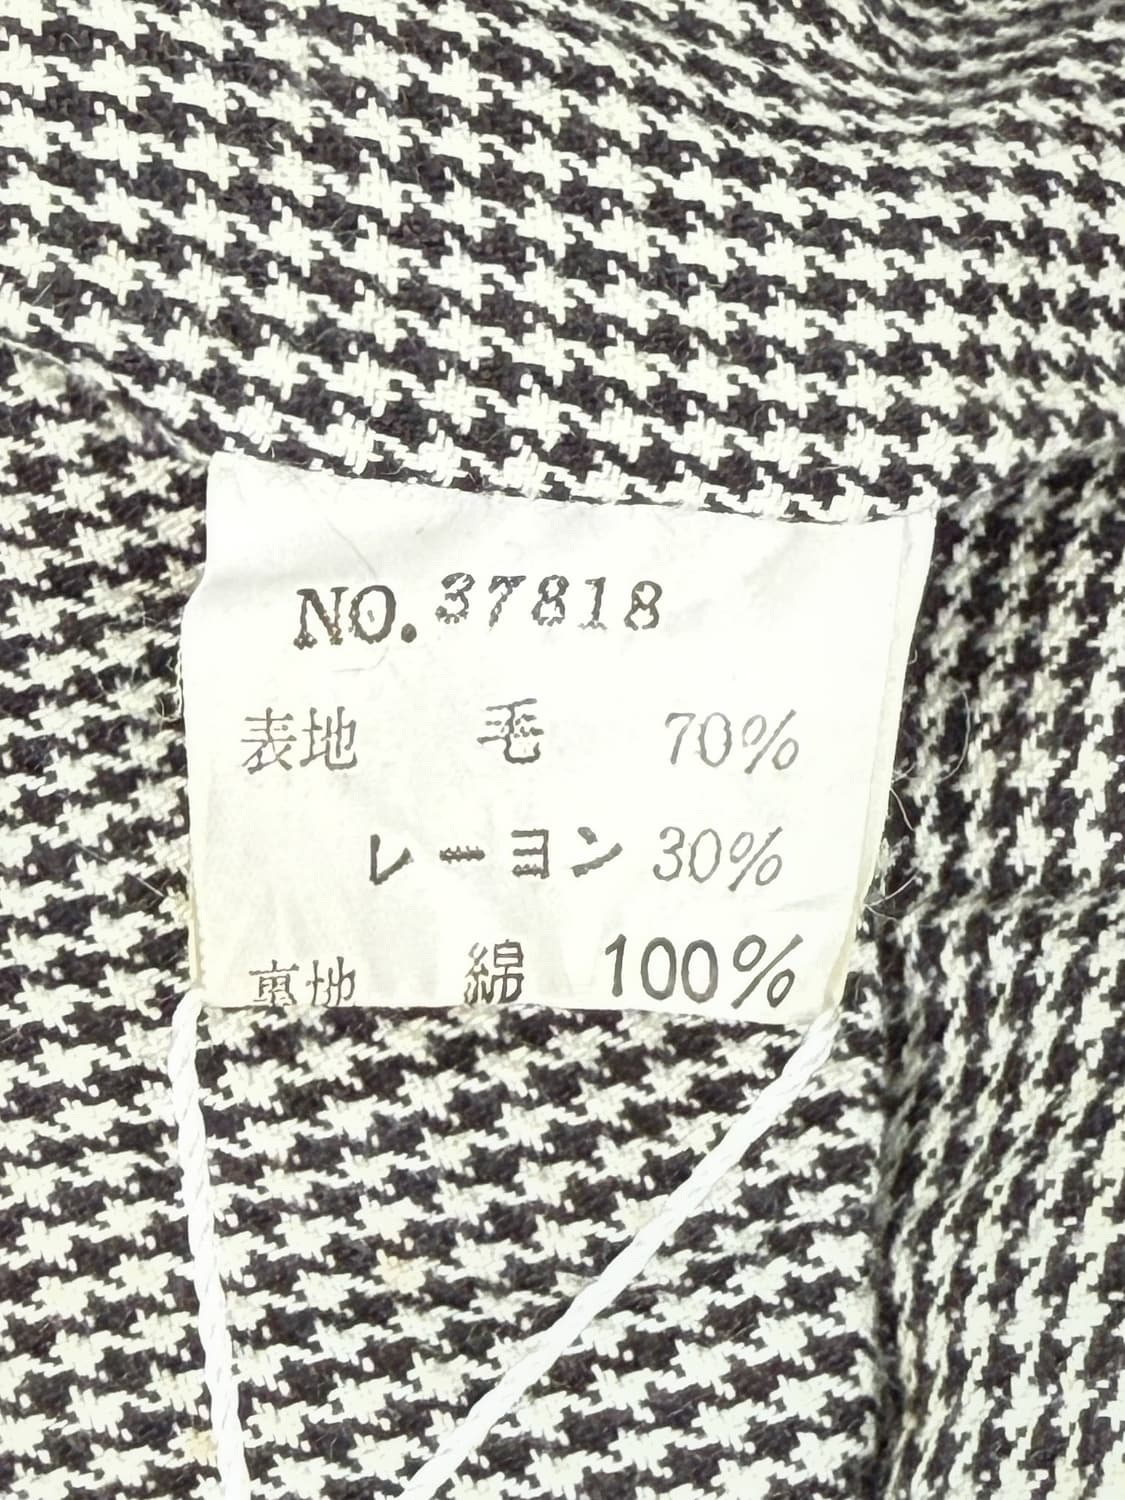 NO. 37818
表地 毛 70%
レーヨン 30%
裏地 綿 100%